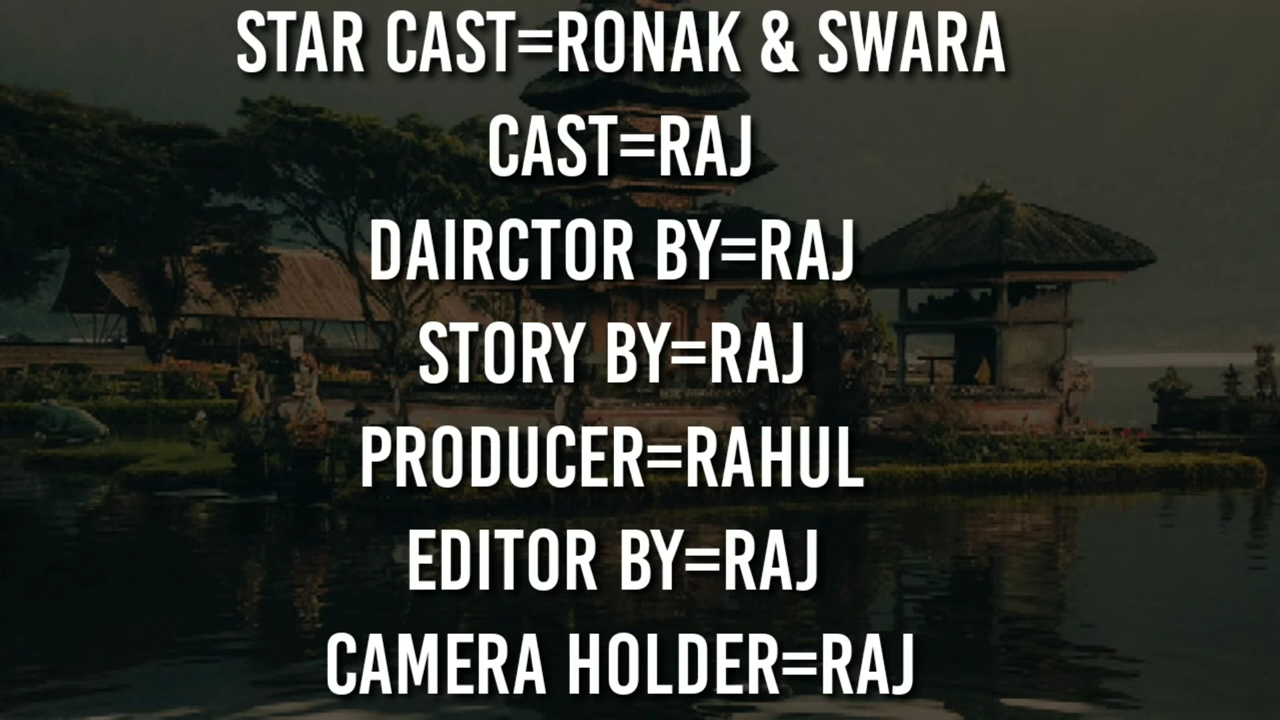 STAR CAST=RONAK & SWARA
CAST=RAJ
DAIRCTOR BY=RAJ
STORY BY=RAJ
PRODUCER=RAHUL
EDITOR BY=RAJ
CAMERA HOLDER=RAJ